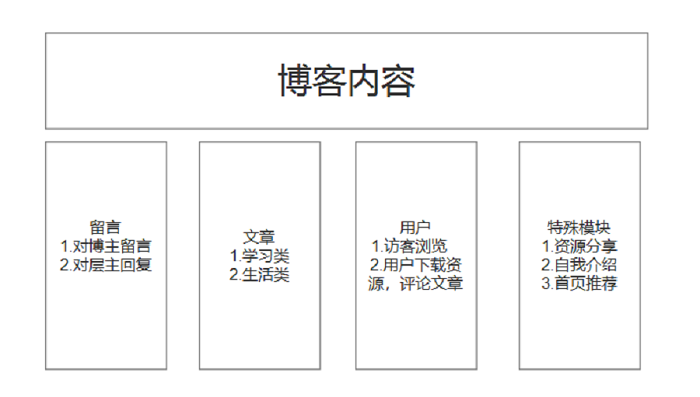 博客内容
留言
1.对博主留言
2.对层主回复
文章
1.学习类
2.生活类
用户
1.访客浏览
2.用户下载资
源，评论文章
特殊模块
1.资源分享
2.自我介绍
3.首页推荐